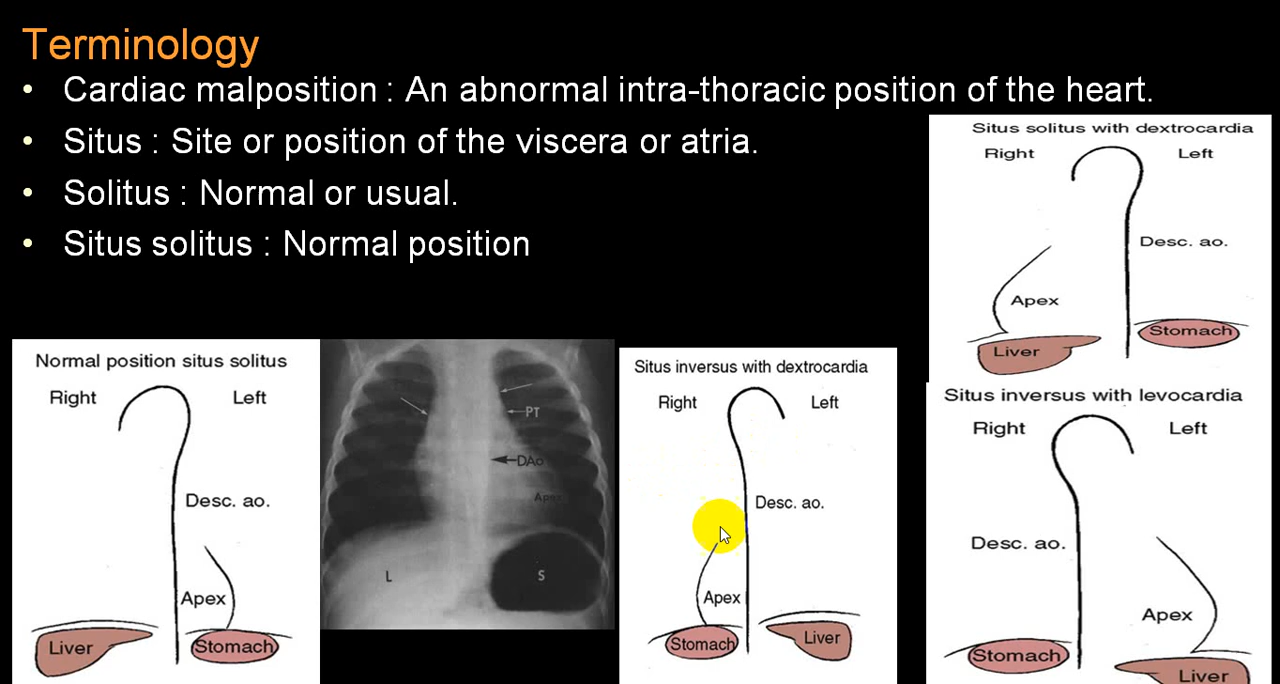 Terminology
• Cardiac malposition : An abnormal intra-thoracic position of the heart.
• Situs : Site or position of the viscera or atria.
• Solitus : Normal or usual.
• Situs solitus : Normal position
Situs solitus with dextrocardia
Right Left
Desc. ao.
Apex
Stomach
Liver
Normal position situs solitus
Right Left
Desc. ao.
Apex
Liver Stomach
PT
DAo
Apex
L S
Situs inversus with dextrocardia
Right Left
Desc. ao.
Apex
Stomach Liver
Situs inversus with levocardia
Right Left
Desc. ao.
Apex
Stomach
Liver